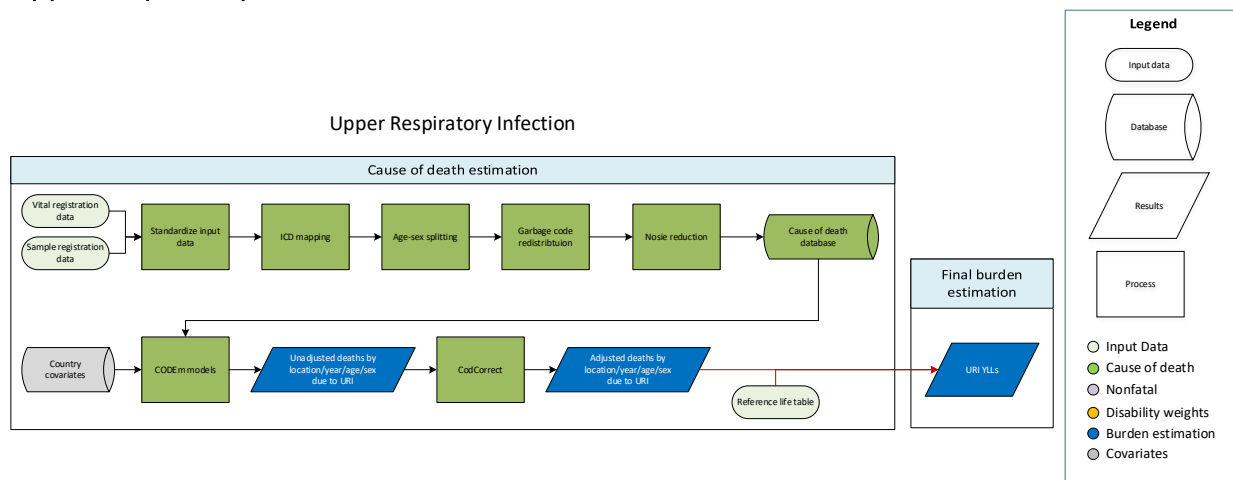 Upper Respiratory Infection
Cause of death estimation
Vital registration
data
Sample registration
data
Standardize input
data
ICD mapping
Age-sex splitting
Garbage code
redistribtuion
Nosie reduction
Cause of death
database
Country
covariates
CODEm models
Unadjusted deaths by
location/year/age/sex
due to URI
CodCorrect
Adjusted deaths by
location/year/age/sex
due to URI
Reference life table
Final burden
estimation
URI YLLs
Legend
Input data
Database
Results
Process
Input Data
Cause of death
Nonfatal
Disability weights
Burden estimation
Covariates